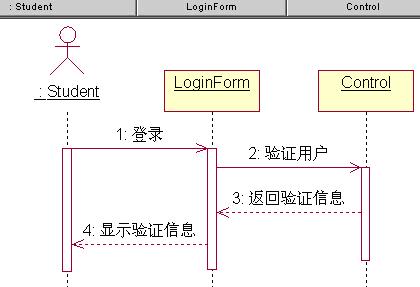 : Student
LoginForm
Control
: Student
LoginForm
Control
1: 登录
2: 验证用户
3: 返回验证信息
4: 显示验证信息